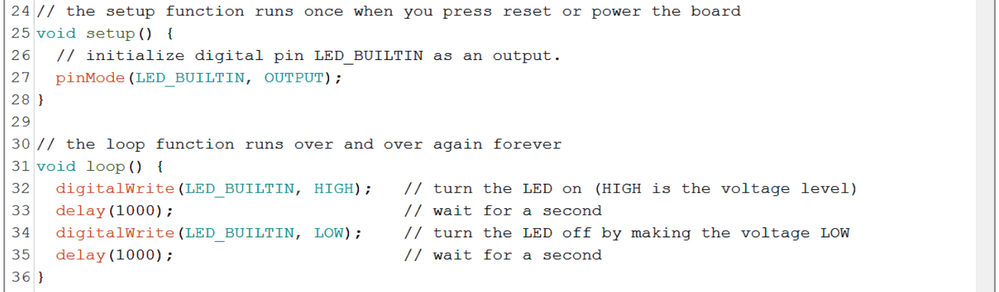 24 // the setup function runs once when you press reset or power the board
25 void setup() {
26   // initialize digital pin LED_BUILTIN as an output.
27   pinMode(LED_BUILTIN, OUTPUT);
28 }
29
30 // the loop function runs over and over again forever
31 void loop() {
32   digitalWrite(LED_BUILTIN, HIGH);   // turn the LED on (HIGH is the voltage level)
33   delay(1000);                       // wait for a second
34   digitalWrite(LED_BUILTIN, LOW);    // turn the LED off by making the voltage LOW
35   delay(1000);                       // wait for a second
36 }